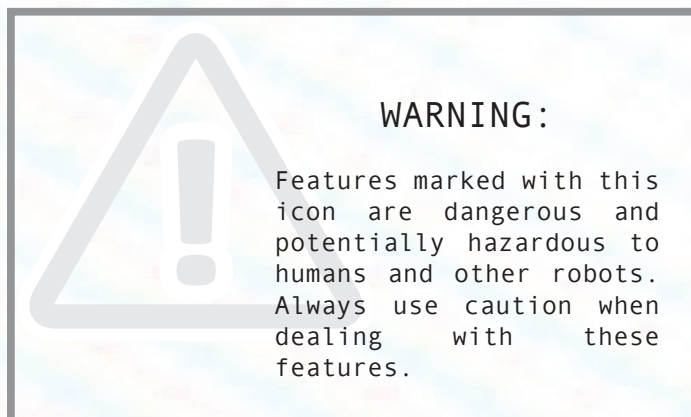 WARNING:
Features marked with this
icon are dangerous and
potentially hazardous to
humans and other robots.
Always use caution when
dealing with these
features.